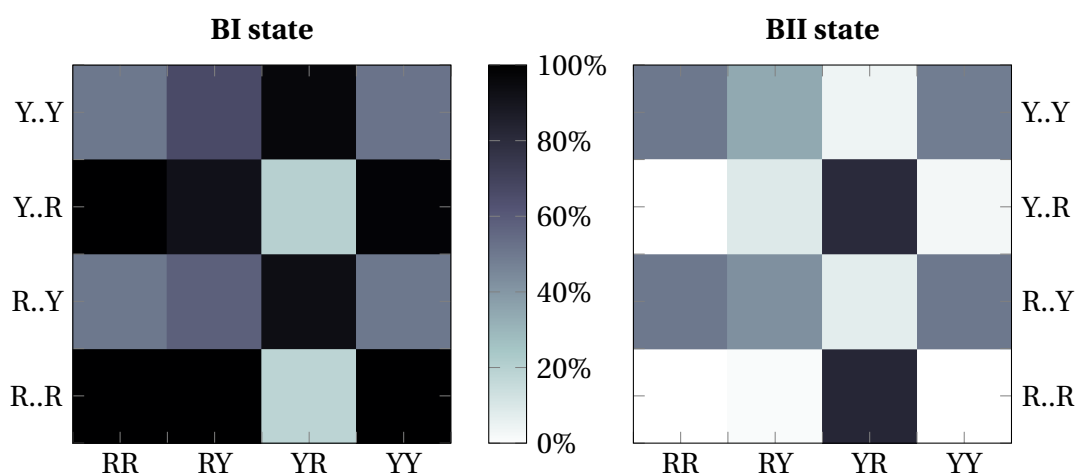 BI state
BII state
Y..Y
Y..R
R..Y
R..R
RR RY YR YY
100%
80%
60%
40%
20%
0%
Y..Y
Y..R
R..Y
R..R
RR RY YR YY